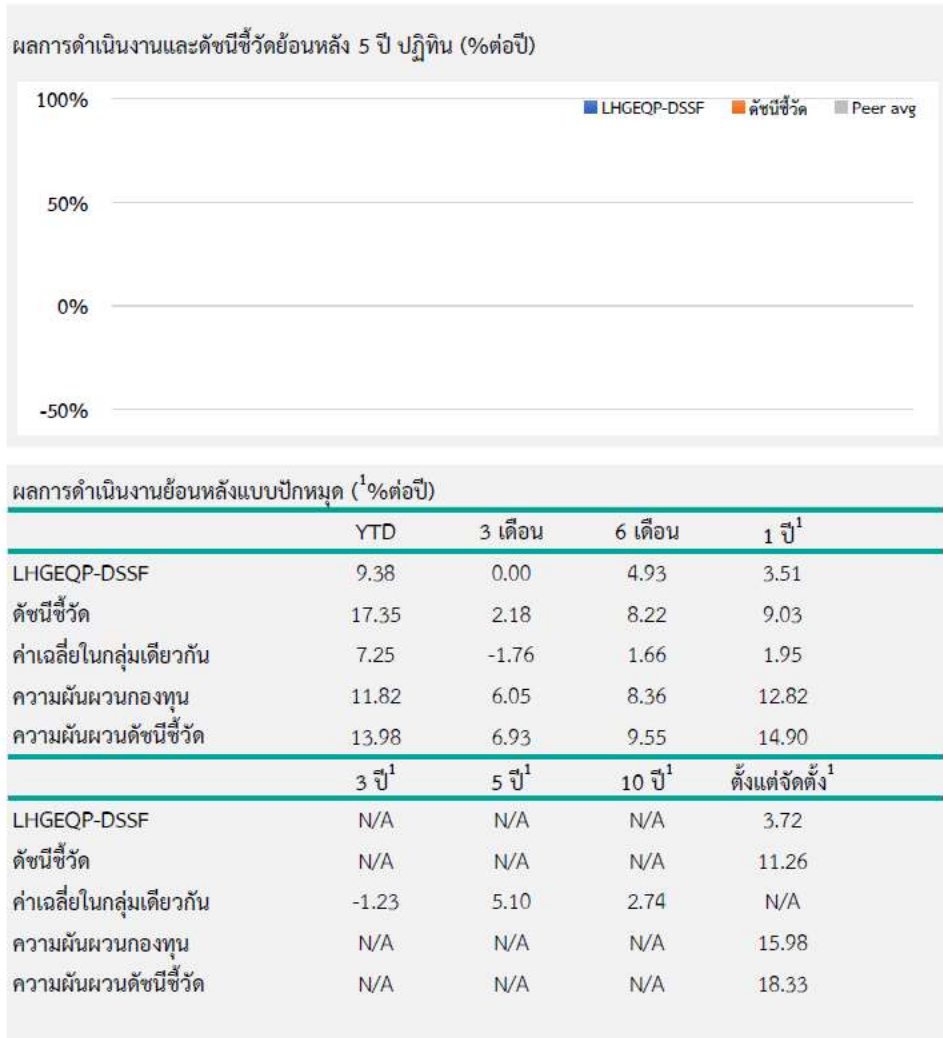 ผลการดำเนินงานและดัชนีชี้วัดย้อนหลัง 5 ปี ปฏิทิน (%ต่อปี)
100%
LHGEQP-DSSF ดัชนีชี้วัด Peer avg
50%
0%
-50%
ผลการดำเนินงานย้อนหลังแบบปักหมุด (¹%ต่อปี)
YTD 3 เดือน 6 เดือน 1 ปี¹
LHGEQP-DSSF 9.38 0.00 4.93 3.51
ดัชนีชี้วัด 17.35 2.18 8.22 9.03
ค่าเฉลี่ยในกลุ่มเดียวกัน 7.25 -1.76 1.66 1.95
ความผันผวนกองทุน 11.82 6.05 8.36 12.82
ความผันผวนดัชนีชี้วัด 13.98 6.93 9.55 14.90
3 ปี¹ 5 ปี¹ 10 ปี¹ ตั้งแต่จัดตั้ง¹
LHGEQP-DSSF N/A N/A N/A 3.72
ดัชนีชี้วัด N/A N/A N/A 11.26
ค่าเฉลี่ยในกลุ่มเดียวกัน -1.23 5.10 2.74 N/A
ความผันผวนกองทุน N/A N/A N/A 15.98
ความผันผวนดัชนีชี้วัด N/A N/A N/A 18.33